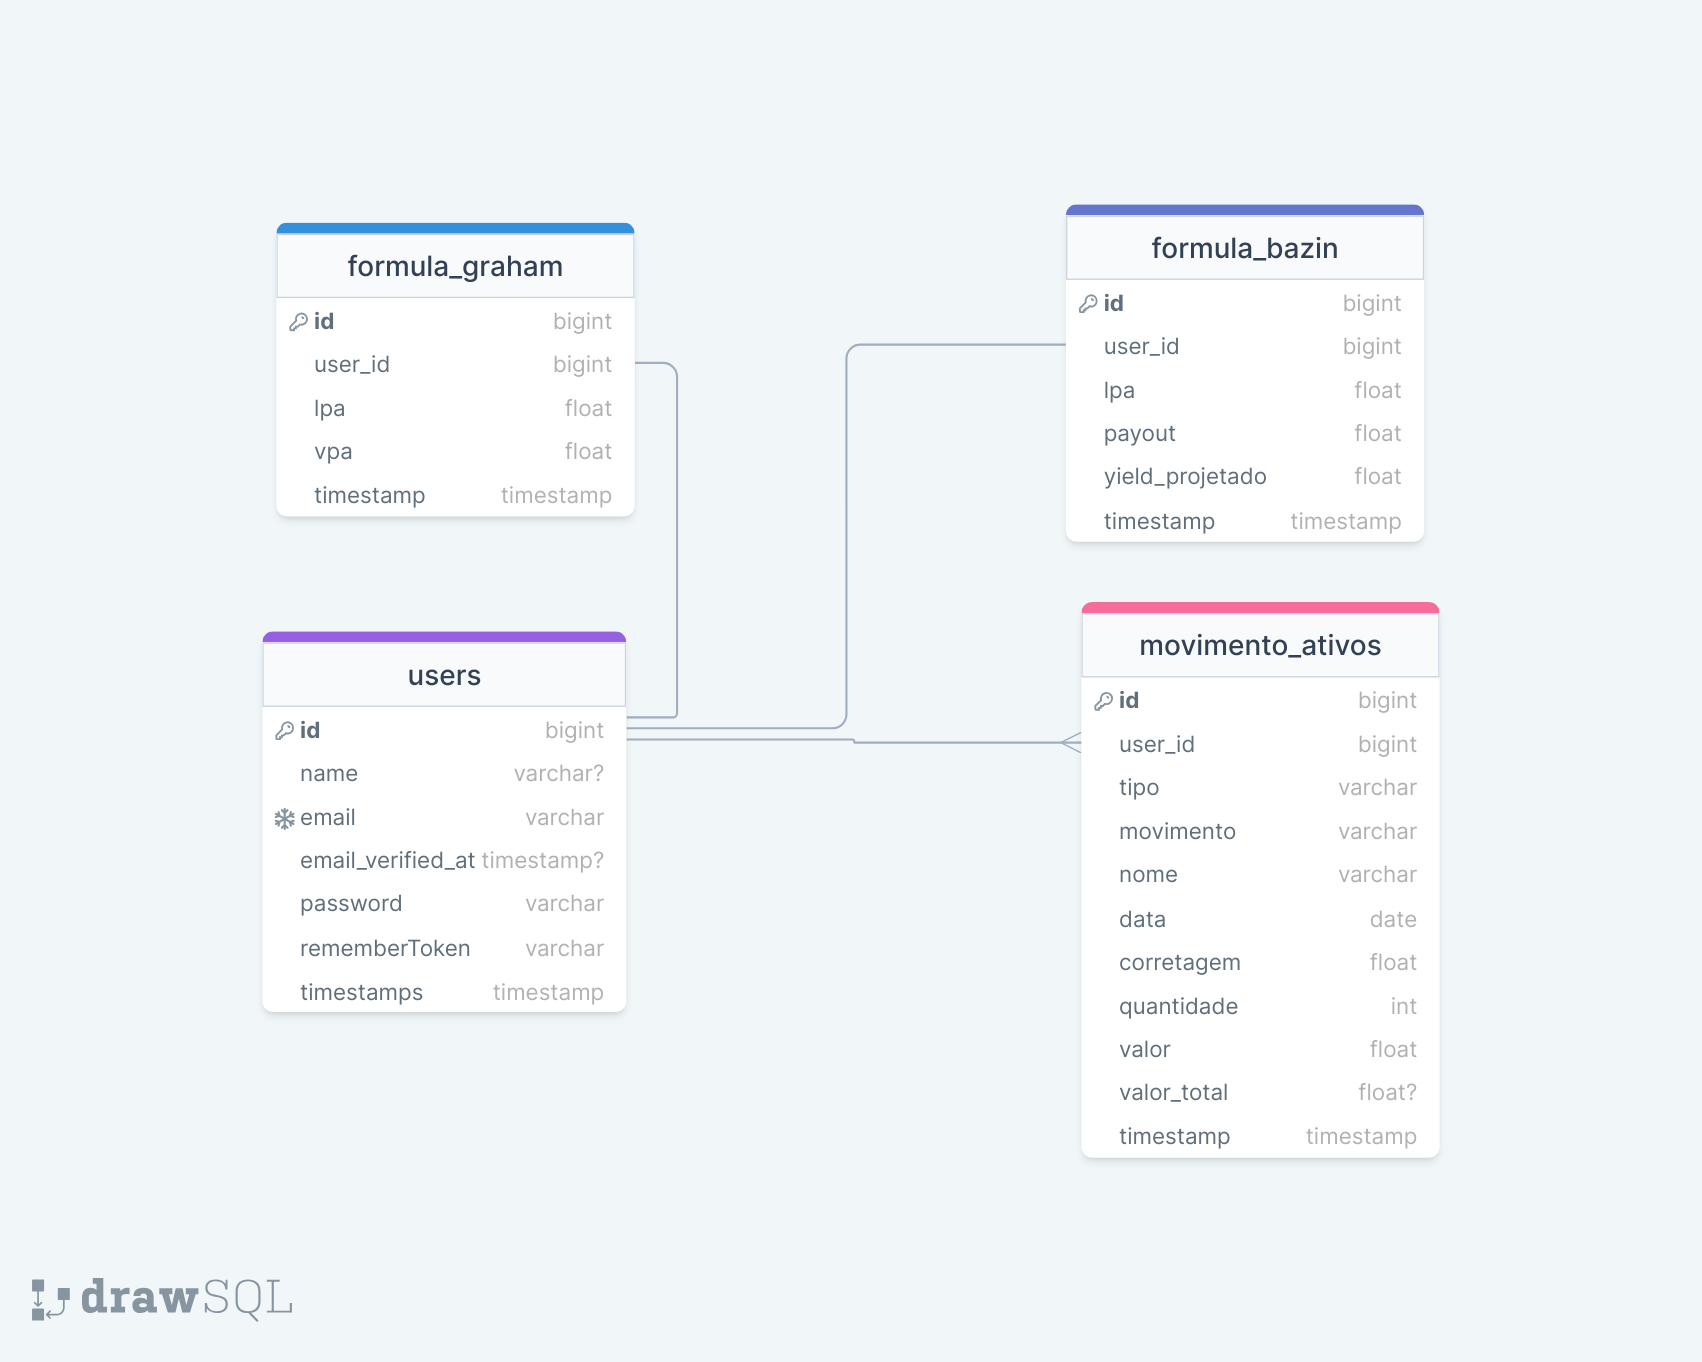 formula_graham
id bigint
user_id bigint
lpa float
vpa float
timestamp timestamp
formula_bazin
id bigint
user_id bigint
lpa float
payout float
yield_projetado float
timestamp timestamp
users
id bigint
name varchar?
email varchar
email_verified_at timestamp?
password varchar
rememberToken varchar
timestamps timestamp
movimento_ativos
id bigint
user_id bigint
tipo varchar
movimento varchar
nome varchar
data date
corretagem float
quantidade int
valor float
valor_total float?
timestamp timestamp
drawSQL